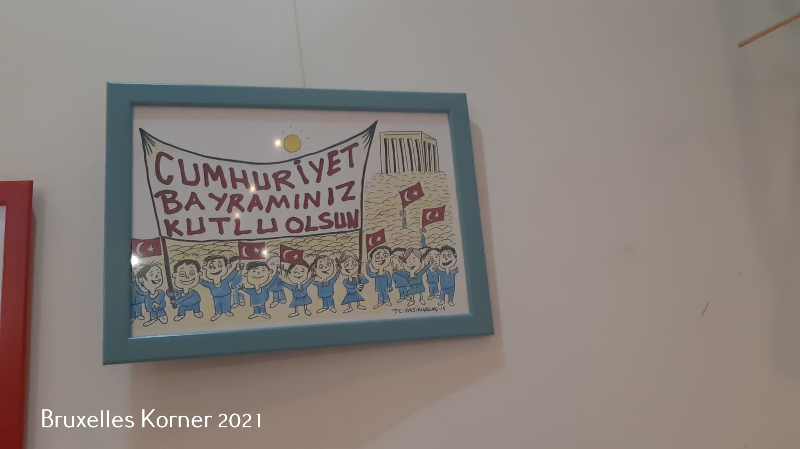 CUMHURİYET
BAYRAMINIZ
KUTLU OLSUN
Bruxelles Korner 2021